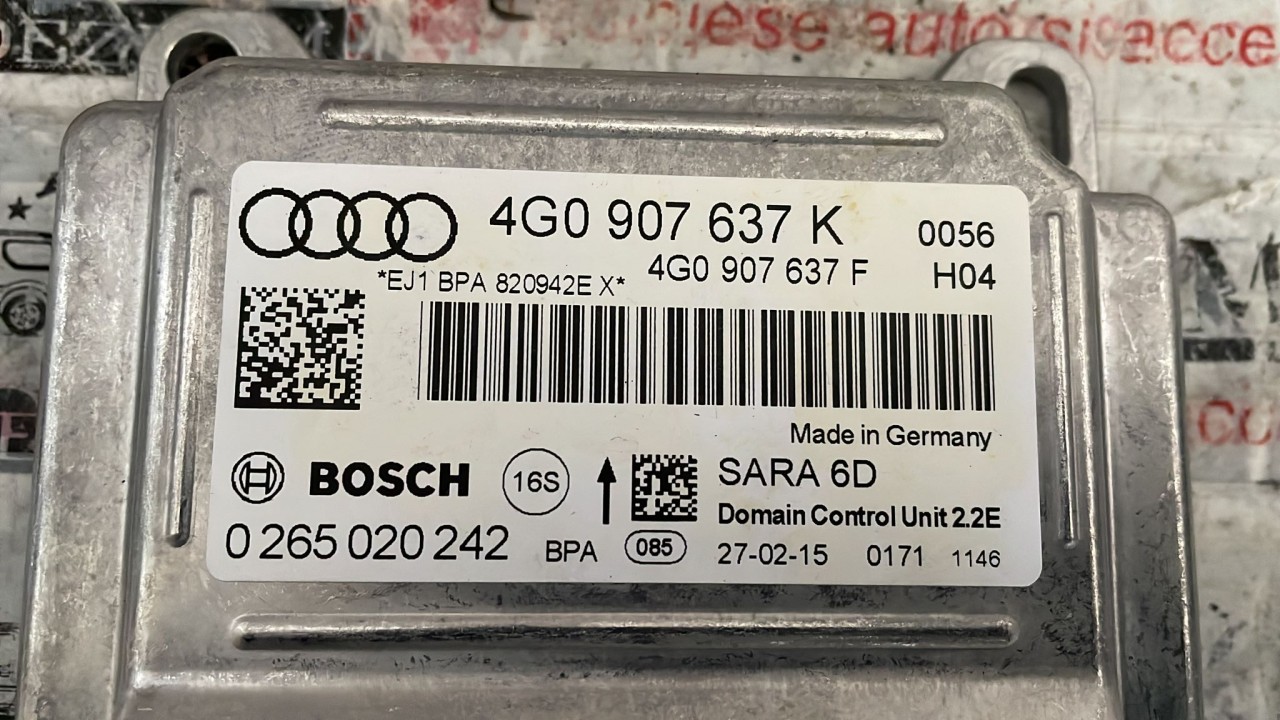 autosiacce
4G0 907 637 K
0056
4G0 907 637 F
H04
*EJ1 BPA 820942E X*
Made in Germany
BOSCH
16S
SARA 6D
Domain Control Unit 2.2E
0 265 020 242
BPA
085
27-02-15
0171
1146